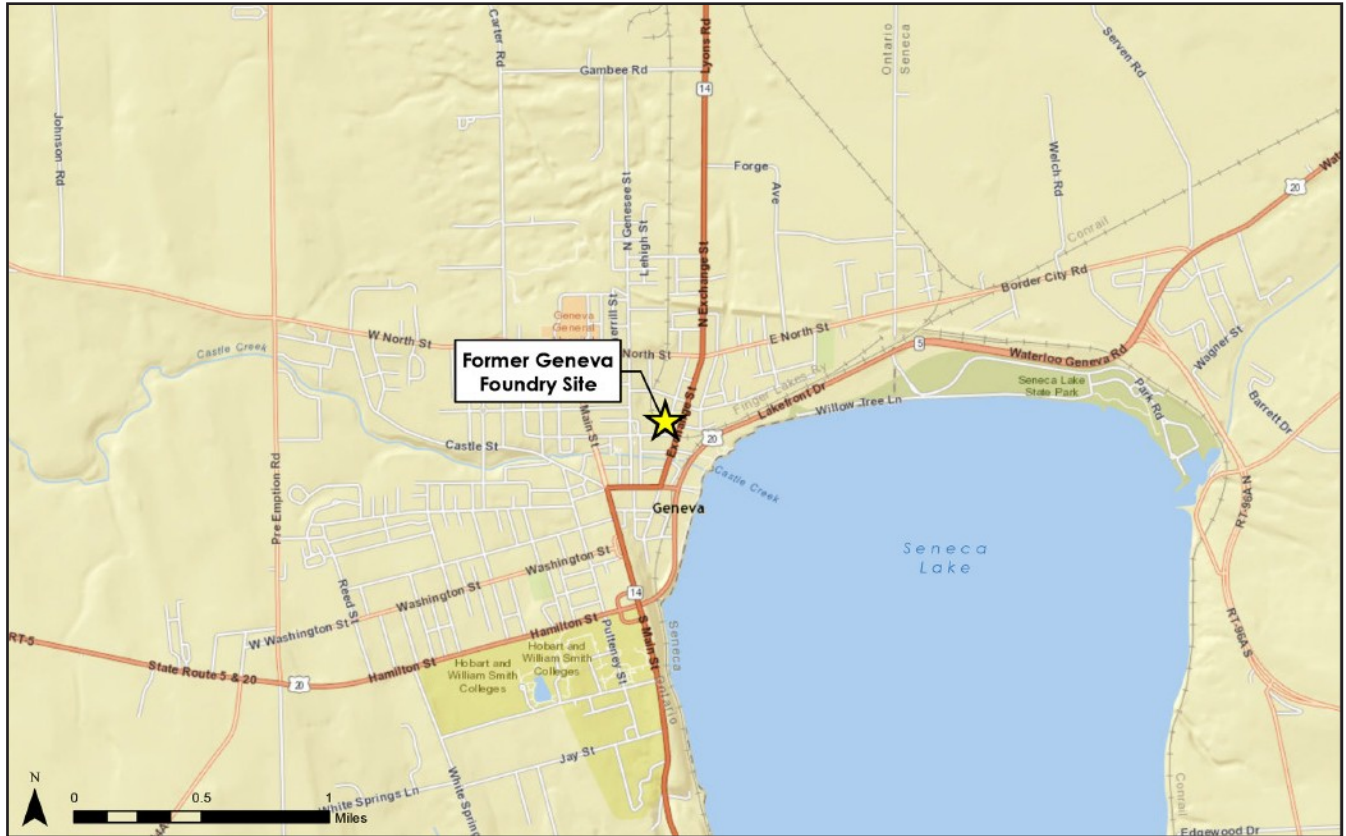 Carter Rd
Lyons Rd
Serven Rd
Gambee Rd
Ontario
Seneca
14
Johnson Rd
Forge
Ave
Welch Rd
20
N Genesee St
Lehigh St
Conrail
N Exchange St
Border City Rd
Geneva
General
W North St
North St
E North St
Castle Creek
5
Waterloo Geneva Rd
Wagner St
Former Geneva
Foundry Site
Finger Lakes Ry
Lakefront Dr
Willow Tree Ln
Seneca Lake
State Park
Park Rd
Barrett Dr
Main St
Exchange St
20
Castle St
Castle Creek
Pre Emption Rd
Geneva
RT-96A N
Seneca
Lake
Washington St
Washington St
Reed St
14
W Washington St
Hamilton St
S Main St
Pulteney St
Seneca
Ontario
RT-96A S
RT-5
State Route 5 & 20
20
Hamilton St
Hobart and
William Smith
Colleges
Hobart and
William Smith
Colleges
Jay St
N
0 0.5 1
Miles
White Springs Ln
White Springs
Conrail
Edgewood Dr